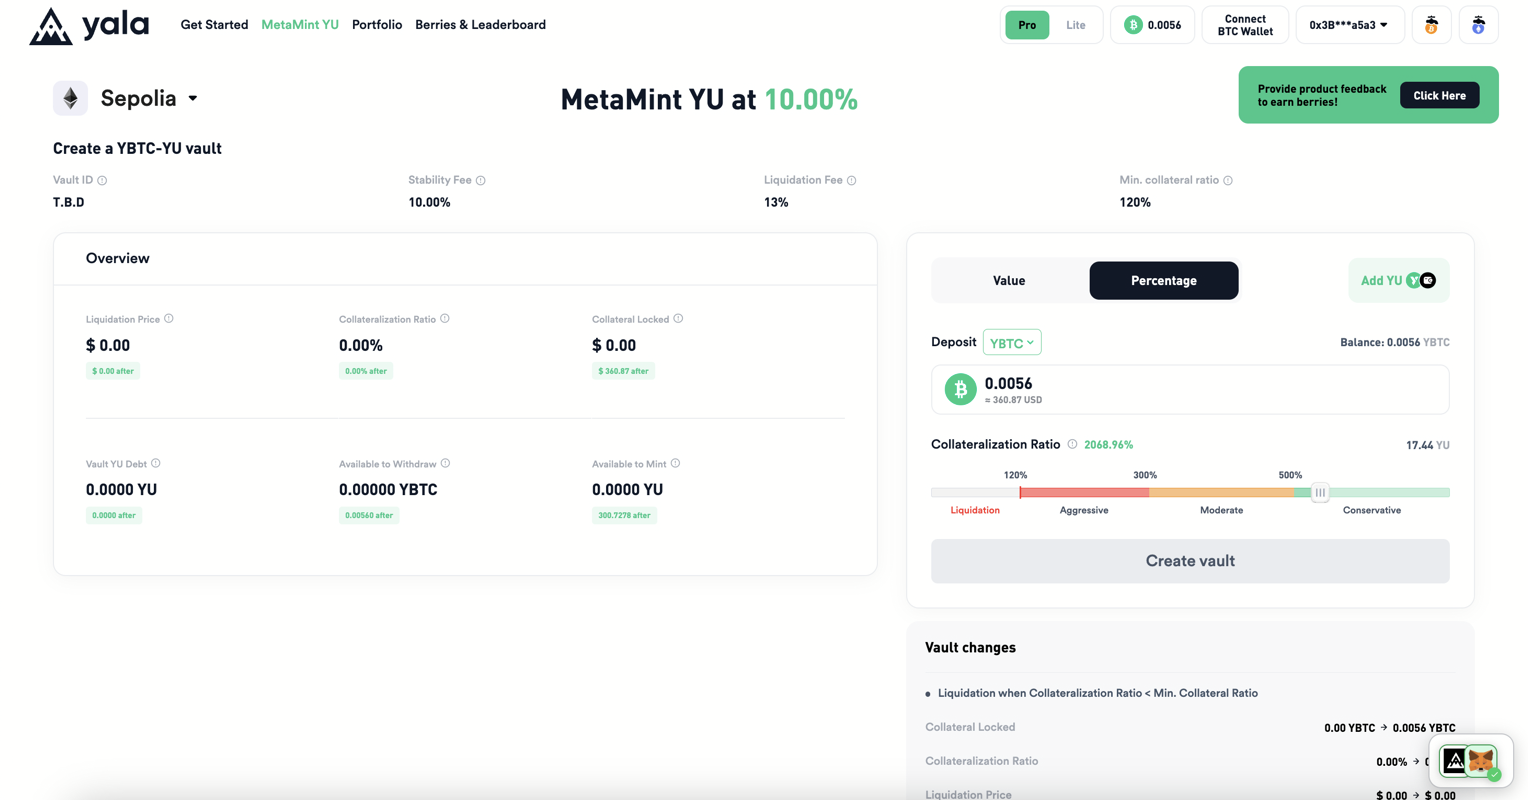 yala
Get Started
MetaMint YU
Portfolio
Berries & Leaderboard
Pro
Lite
0.0056
Connect
BTC Wallet
0x3B***a5a3
Sepolia
MetaMint YU at 10.00%
Provide product feedback
to earn berries!
Click Here
Create a YBTC-YU vault
Vault ID
T.B.D
Stability Fee
10.00%
Liquidation Fee
13%
Min. collateral ratio
120%
Overview
Liquidation Price
$ 0.00
$ 0.00 after
Collateralization Ratio
0.00%
0.00% after
Collateral Locked
$ 0.00
$ 360.87 after
Vault YU Debt
0.0000 YU
0.0000 after
Available to Withdraw
0.00000 YBTC
0.00560 after
Available to Mint
0.0000 YU
300.7278 after
Value
Percentage
Add YU
Deposit
YBTC
Balance: 0.0056 YBTC
0.0056
≈ 360.87 USD
Collateralization Ratio
2068.96%
17.44 YU
120%
300%
500%
Liquidation
Aggressive
Moderate
Conservative
Create vault
Vault changes
• Liquidation when Collateralization Ratio < Min. Collateral Ratio
Collateral Locked
0.00 YBTC → 0.0056 YBTC
Collateralization Ratio
0.00% →
Liquidation Price
$ 0.00 → $ 0.00